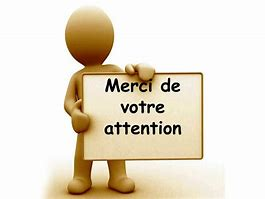 Merci de
votre
attention